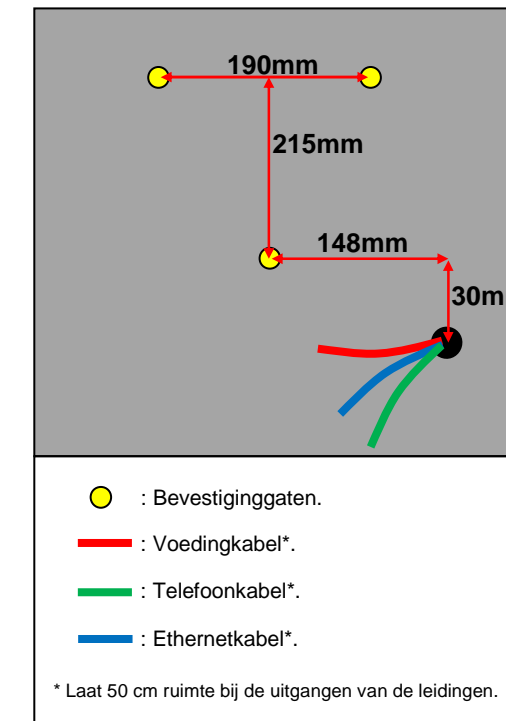 190mm
215mm
148mm
30m
: Bevestiginggaten.
: Voedingkabel*.
: Telefoonkabel*.
: Ethernetkabel*.
* Laat 50 cm ruimte bij de uitgangen van de leidingen.